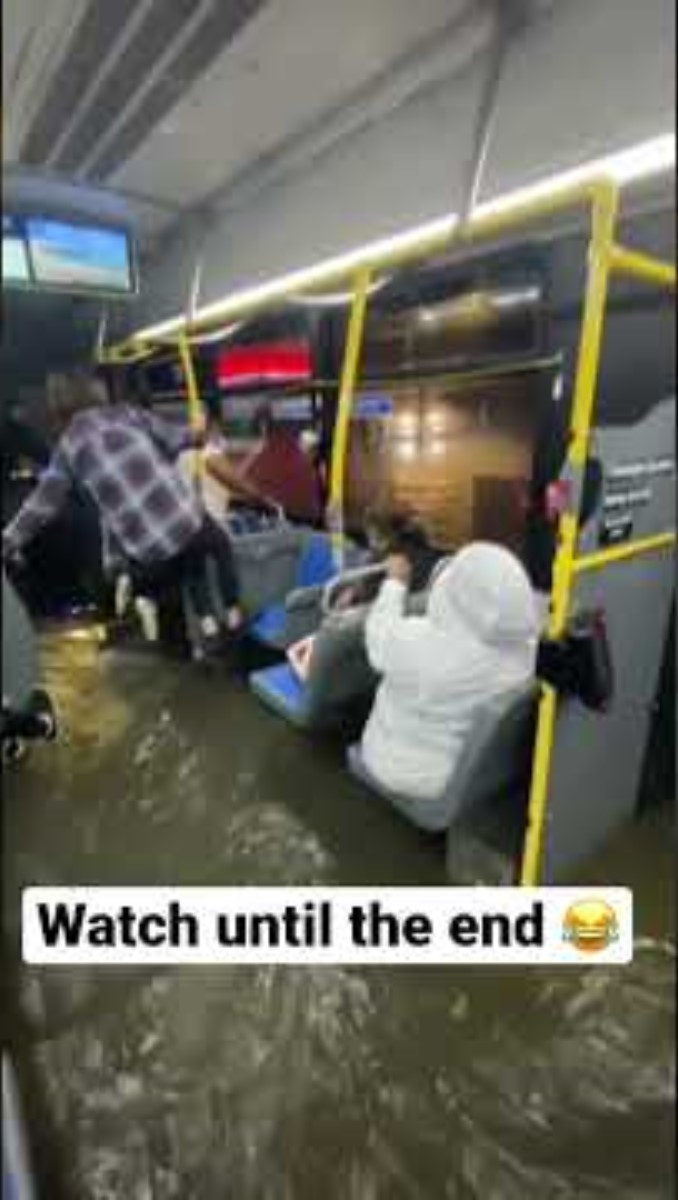 Watch until the end 😂